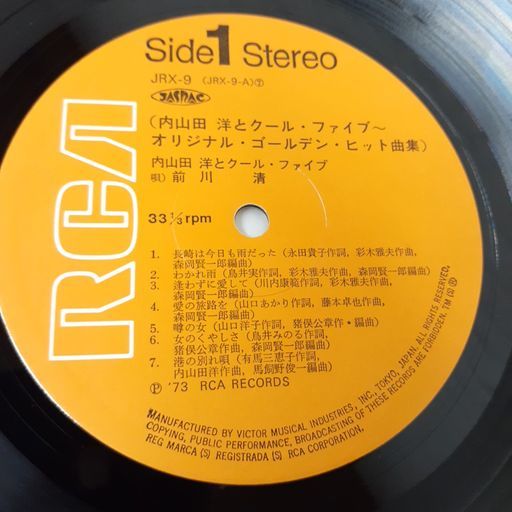 Side 1 Stereo
JRX-9 (JRX-9-A)②
JASRAC
RCA
(内山田 洋とクール・ファイブ〜
オリジナル・ゴールデン・ヒット曲集)
内山田 洋とクール・ファイブ
唄) 前川 清
33 1/3 rpm
1. 長崎は今日も雨だった (永田貴子作詞, 彩木雅夫作曲,
森岡賢一郎編曲)
2. わかれ雨 (鳥井実作詞, 彩木雅夫作曲, 森岡賢一郎編曲)
3. 逢わずに愛して (川内康範作詞, 彩木雅夫作曲,
森岡賢一郎編曲)
4. 愛の旅路を (山口あかり作詞, 藤本卓也作曲,
森岡賢一郎編曲)
5. 噂の女 (山口洋子作詞, 猪俣公章作・編曲)
6. 女のくやしさ (鳥井みのる作詞,
猪俣公章作曲, 森岡賢一郎編曲)
7. 港の別れ唄 (有馬三恵子作詞,
内山田洋作曲, 馬飼野俊一編曲)
Ⓟ '73 RCA RECORDS
MANUFACTURED BY VICTOR MUSICAL INDUSTRIES, INC. TOKYO, JAPAN ALL RIGHTS RESERVED.
COPYING, PUBLIC PERFORMANCE, BROADCASTING OF THESE RECORDS ARE FORBIDDEN. TM(S)®
REG MARCA (S) REGISTRADA (S) RCA CORPORATION.